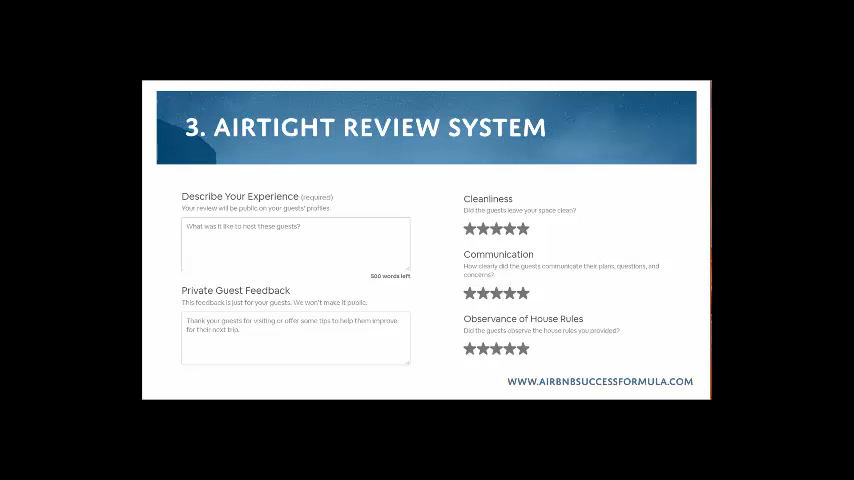 3. AIRTIGHT REVIEW SYSTEM
Describe Your Experience (required)
Your review will be public on your guests' profiles.
What was it like to host these guests?
500 words left
Private Guest Feedback
This feedback is just for your guests. We won't make it public.
Thank your guests for visiting or offer some tips to help them improve
for their next trip.
Cleanliness
Did the guests leave your space clean?
Communication
How clearly did the guests communicate their plans, questions, and
concerns?
Observance of House Rules
Did the guests observe the house rules you provided?
WWW.AIRBNBSUCCESSFORMULA.COM